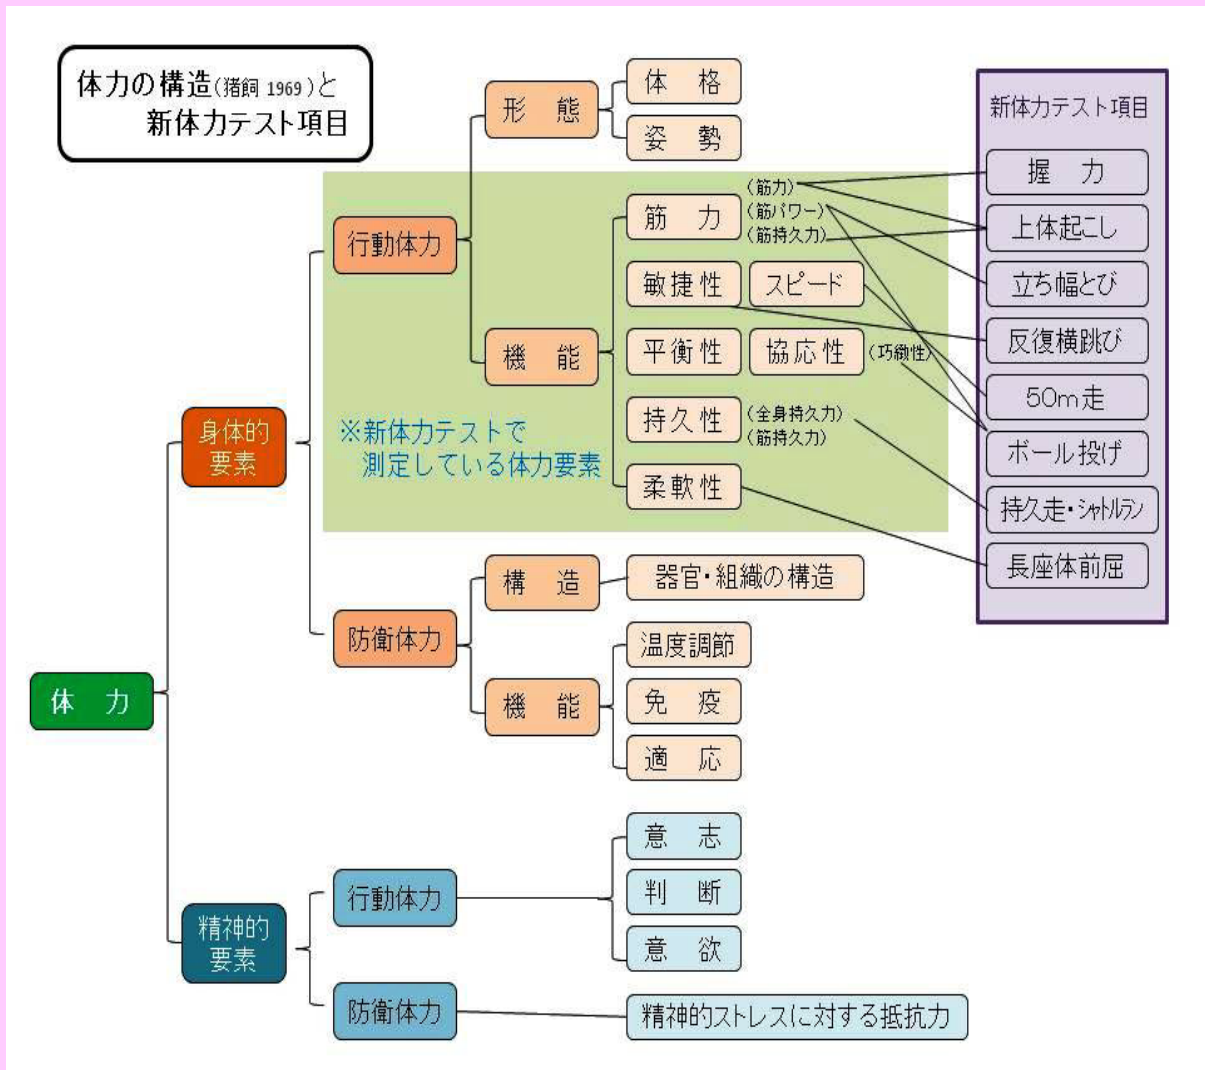 体力の構造(猪飼 1969)と
新体力テスト項目
体 力
身体的
要素
精神的
要素
行動体力
防衛体力
行動体力
防衛体力
形 態
機 能
構 造
機 能
体 格
姿 勢
筋 力
(筋力)
(筋パワー)
(筋持久力)
敏捷性
スピード
平衡性
協応性
(巧緻性)
持久性
(全身持久力)
(筋持久力)
柔軟性
※新体力テストで
測定している体力要素
器官・組織の構造
温度調節
免 疫
適 応
意 志
判 断
意 欲
精神的ストレスに対する抵抗力
新体力テスト項目
握 力
上体起こし
立ち幅とび
反復横跳び
50m走
ボール投げ
持久走・シャトルラン
長座体前屈